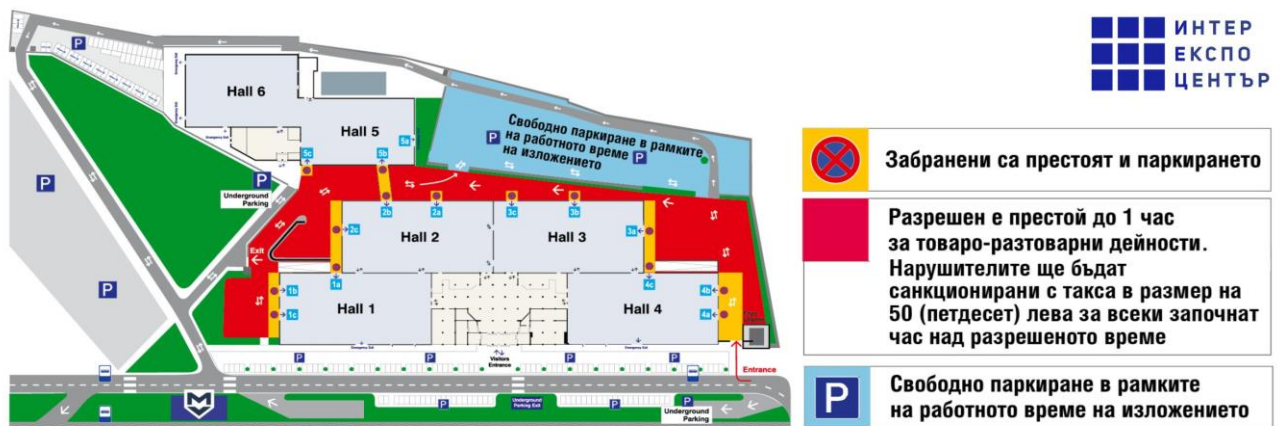 ИНТЕР
ЕКСПО
ЦЕНТЪР
Hall 6
Hall 5
Свободно паркиране в рамките
на работното време
на изложението
P
P
P
P
P
P
Underground
Parking
5c
5b
5a
2b
2a
3c
3b
2c
3a
Hall 2
Hall 3
Exit
1a
4c
1b
1c
Hall 1
Hall 4
4b
4a
Emergency Exit
Emergency Exit
Visitors
Entrance
Entrance
P
P
P
P
M
P
Underground
Parking Exit
P
P
Underground
Parking
Забранени са престоят и паркирането
Разрешен е престой до 1 час
за товаро-разтоварни дейности.
Нарушителите ще бъдат
санкционирани с такса в размер на
50 (петдесет) лева за всеки започнат
час над разрешеното време
P
Свободно паркиране в рамките
на работното време на изложението